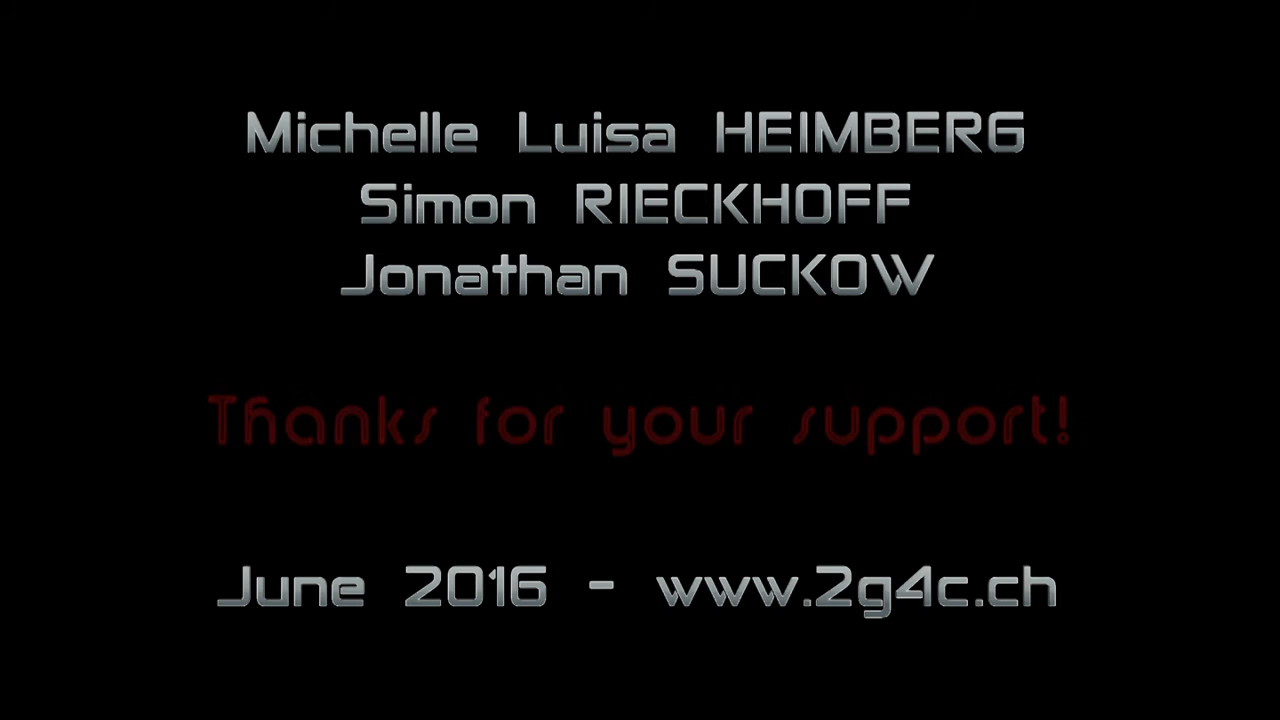 Michelle Luisa HEIMBERG
Simon RIECKHOFF
Jonathan SUCKOW
Thanks for your support!
June 2016 - www.2g4c.ch